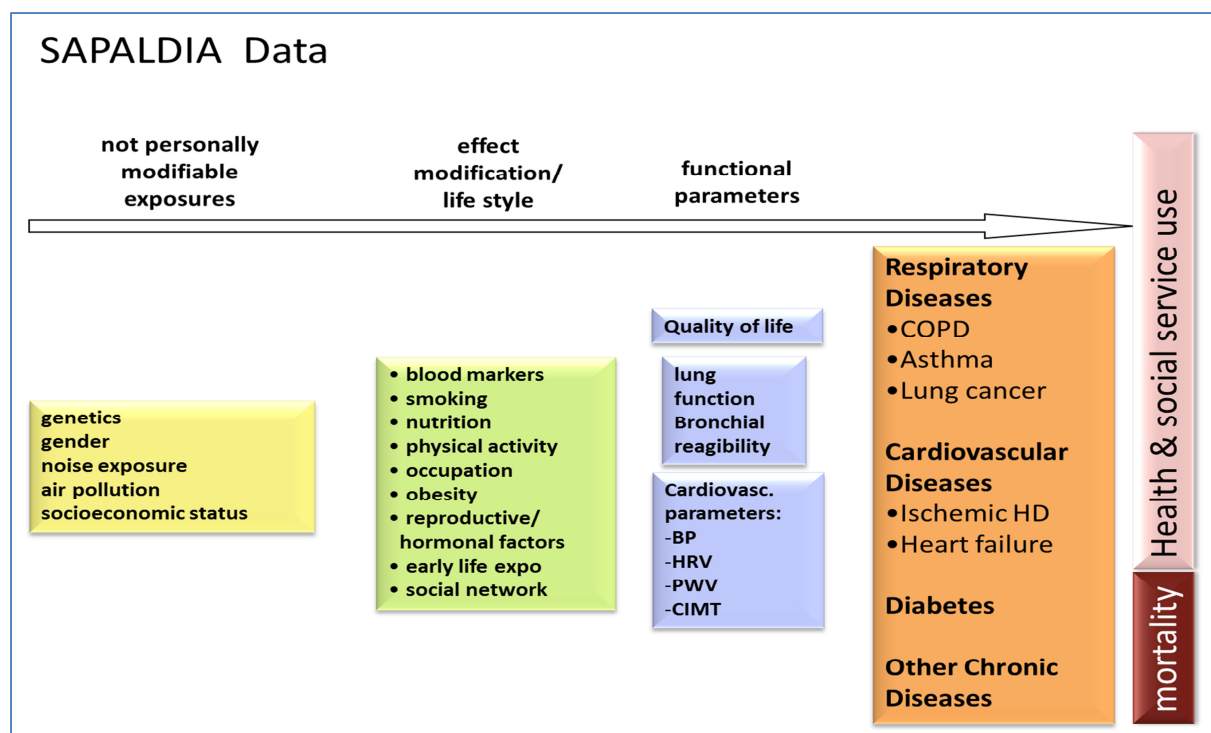 SAPALDIA Data
not personally
modifiable
exposures
effect
modification/
life style
functional
parameters
genetics
gender
noise exposure
air pollution
socioeconomic status
• blood markers
• smoking
• nutrition
• physical activity
• occupation
• obesity
• reproductive/
hormonal factors
• early life expo
• social network
Quality of life
lung
function
Bronchial
reagibility
Cardiovasc.
parameters:
-BP
-HRV
-PWV
-CIMT
Respiratory
Diseases
•COPD
•Asthma
•Lung cancer
Cardiovascular
Diseases
•Ischemic HD
•Heart failure
Diabetes
Other Chronic
Diseases
Health & social service use
mortality